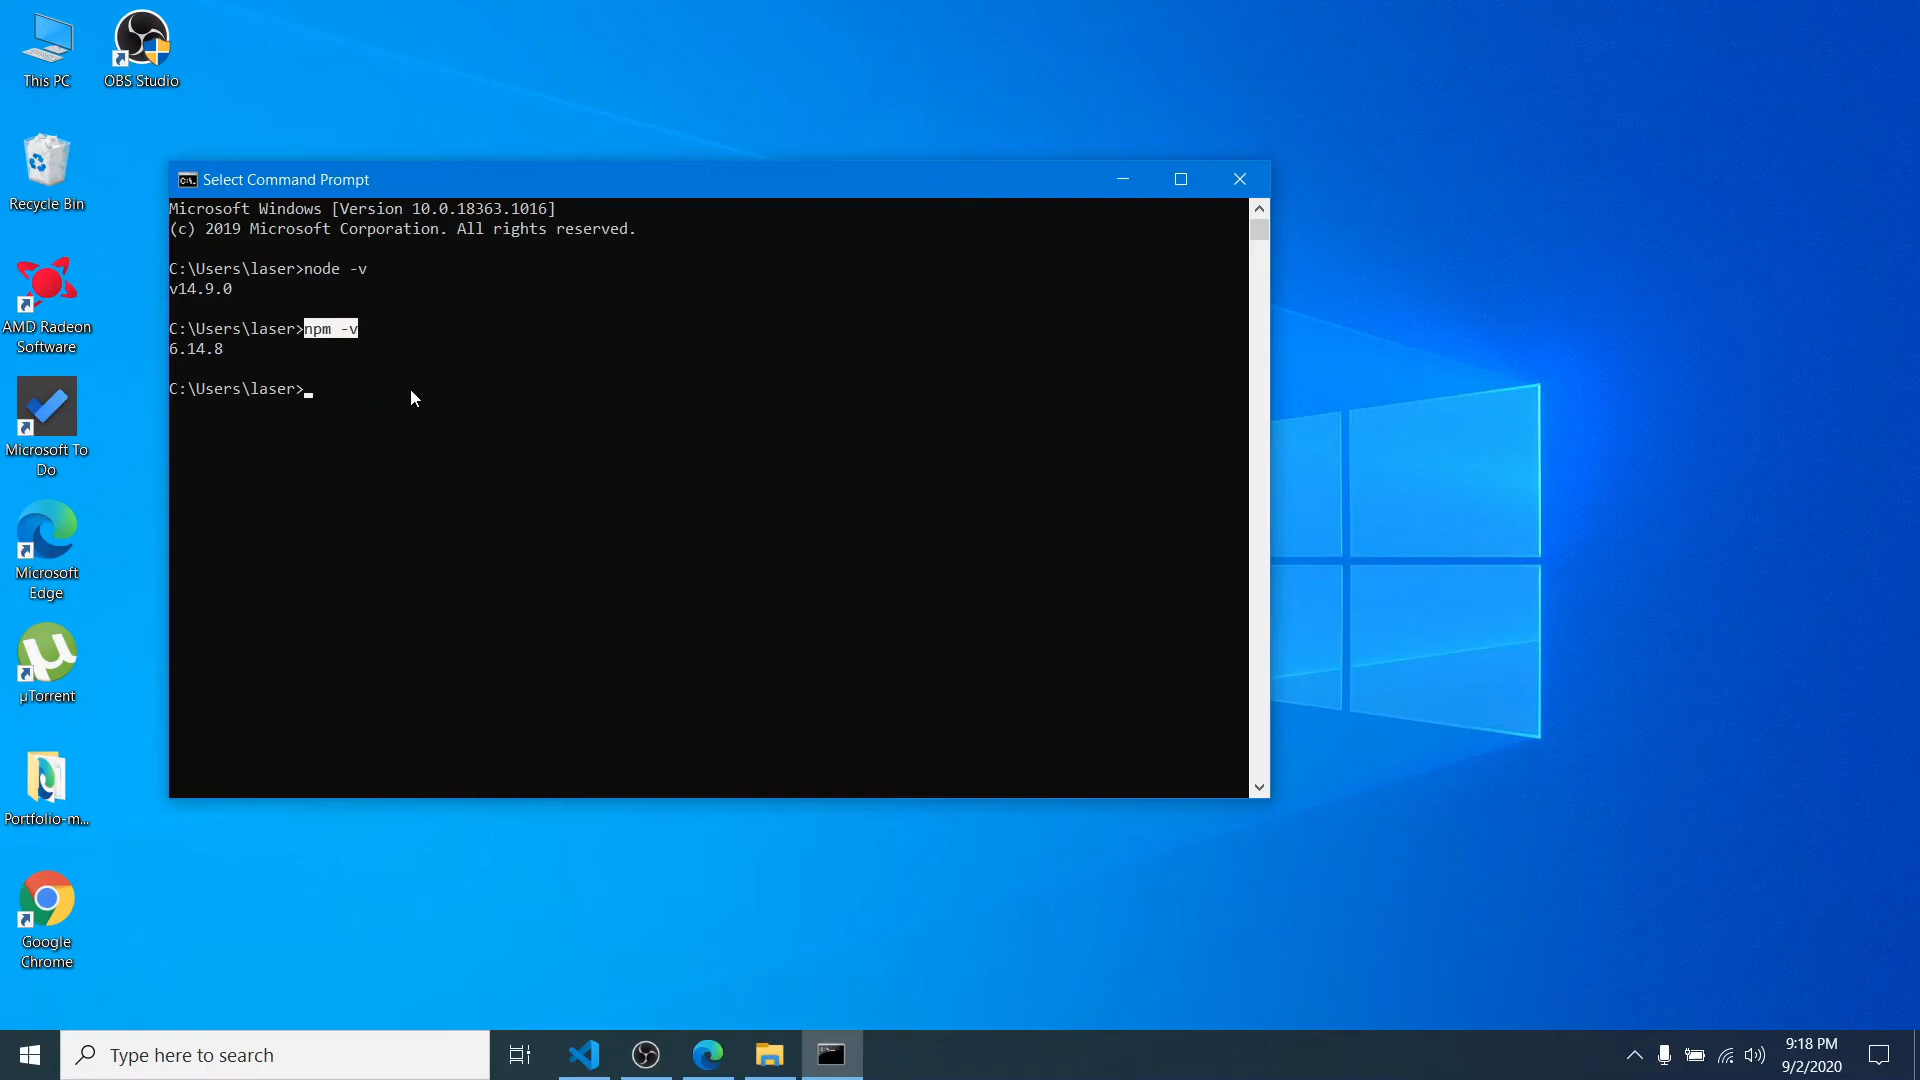 This PC
OBS Studio
Recycle Bin
AMD Radeon
Software
Microsoft To
Do
Microsoft
Edge
µTorrent
Portfolio-m...
Google
Chrome
Select Command Prompt
Microsoft Windows [Version 10.0.18363.1016]
(c) 2019 Microsoft Corporation. All rights reserved.
C:\Users\laser>node -v
v14.9.0
C:\Users\laser>npm -v
6.14.8
C:\Users\laser>
Type here to search
9:18 PM
9/2/2020